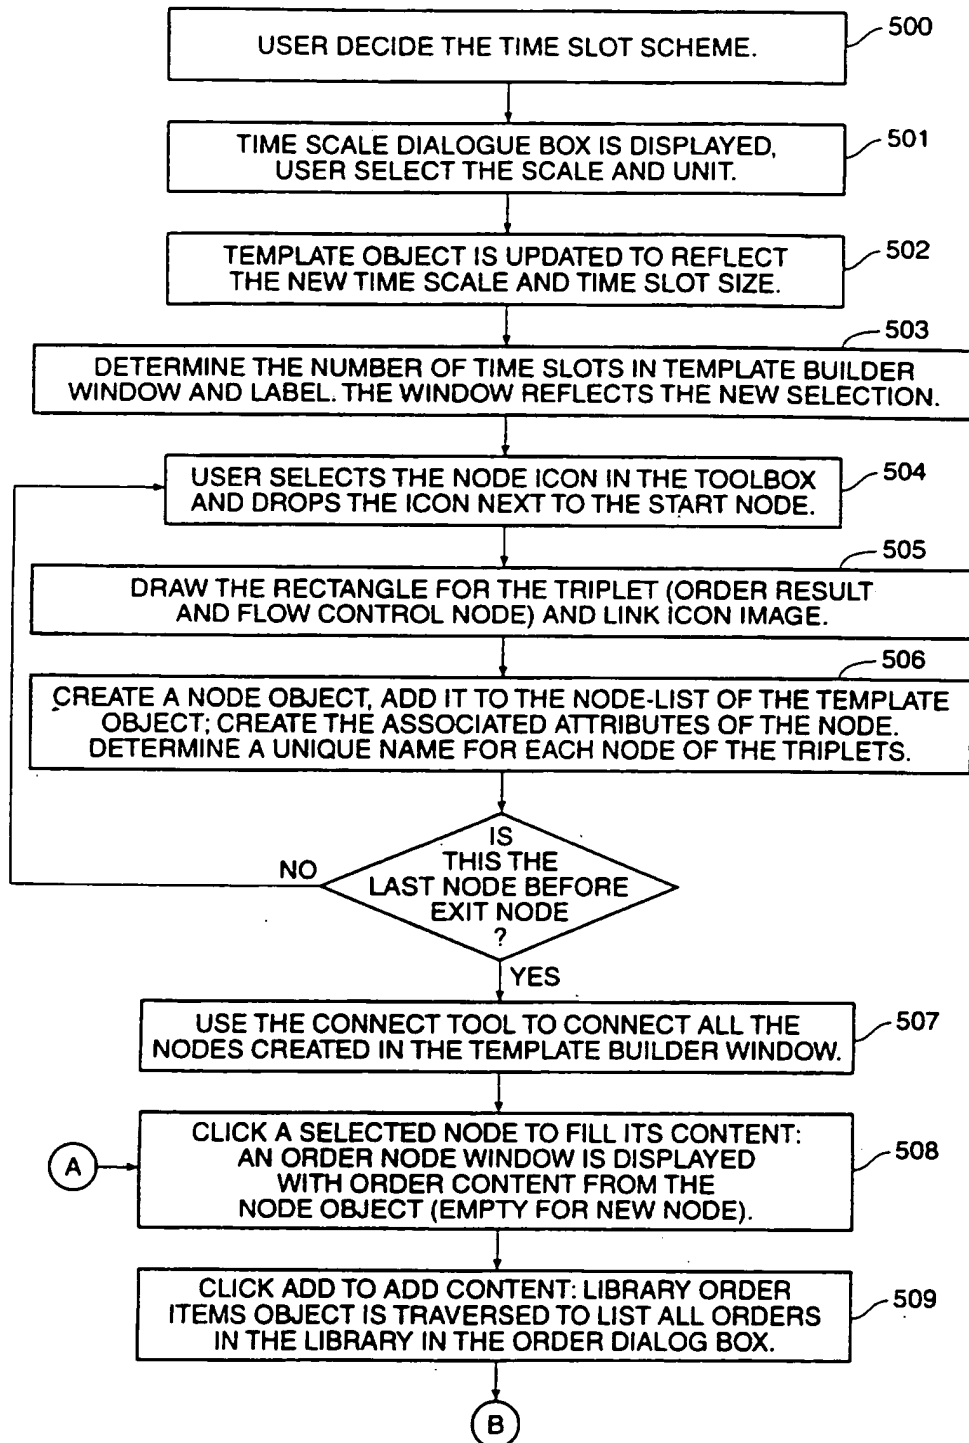 USER DECIDE THE TIME SLOT SCHEME.
500
TIME SCALE DIALOGUE BOX IS DISPLAYED,
USER SELECT THE SCALE AND UNIT.
501
TEMPLATE OBJECT IS UPDATED TO REFLECT
THE NEW TIME SCALE AND TIME SLOT SIZE.
502
503
DETERMINE THE NUMBER OF TIME SLOTS IN TEMPLATE BUILDER
WINDOW AND LABEL. THE WINDOW REFLECTS THE NEW SELECTION.
USER SELECTS THE NODE ICON IN THE TOOLBOX
AND DROPS THE ICON NEXT TO THE START NODE.
504
505
DRAW THE RECTANGLE FOR THE TRIPLET (ORDER RESULT
AND FLOW CONTROL NODE) AND LINK ICON IMAGE.
506
CREATE A NODE OBJECT, ADD IT TO THE NODE-LIST OF THE TEMPLATE
OBJECT; CREATE THE ASSOCIATED ATTRIBUTES OF THE NODE.
DETERMINE A UNIQUE NAME FOR EACH NODE OF THE TRIPLETS.
IS
THIS THE
LAST NODE BEFORE
EXIT NODE
?
NO
YES
USE THE CONNECT TOOL TO CONNECT ALL THE
NODES CREATED IN THE TEMPLATE BUILDER WINDOW.
507
A
CLICK A SELECTED NODE TO FILL ITS CONTENT:
AN ORDER NODE WINDOW IS DISPLAYED
WITH ORDER CONTENT FROM THE
NODE OBJECT (EMPTY FOR NEW NODE).
508
CLICK ADD TO ADD CONTENT: LIBRARY ORDER
ITEMS OBJECT IS TRAVERSED TO LIST ALL ORDERS
IN THE LIBRARY IN THE ORDER DIALOG BOX.
509
B